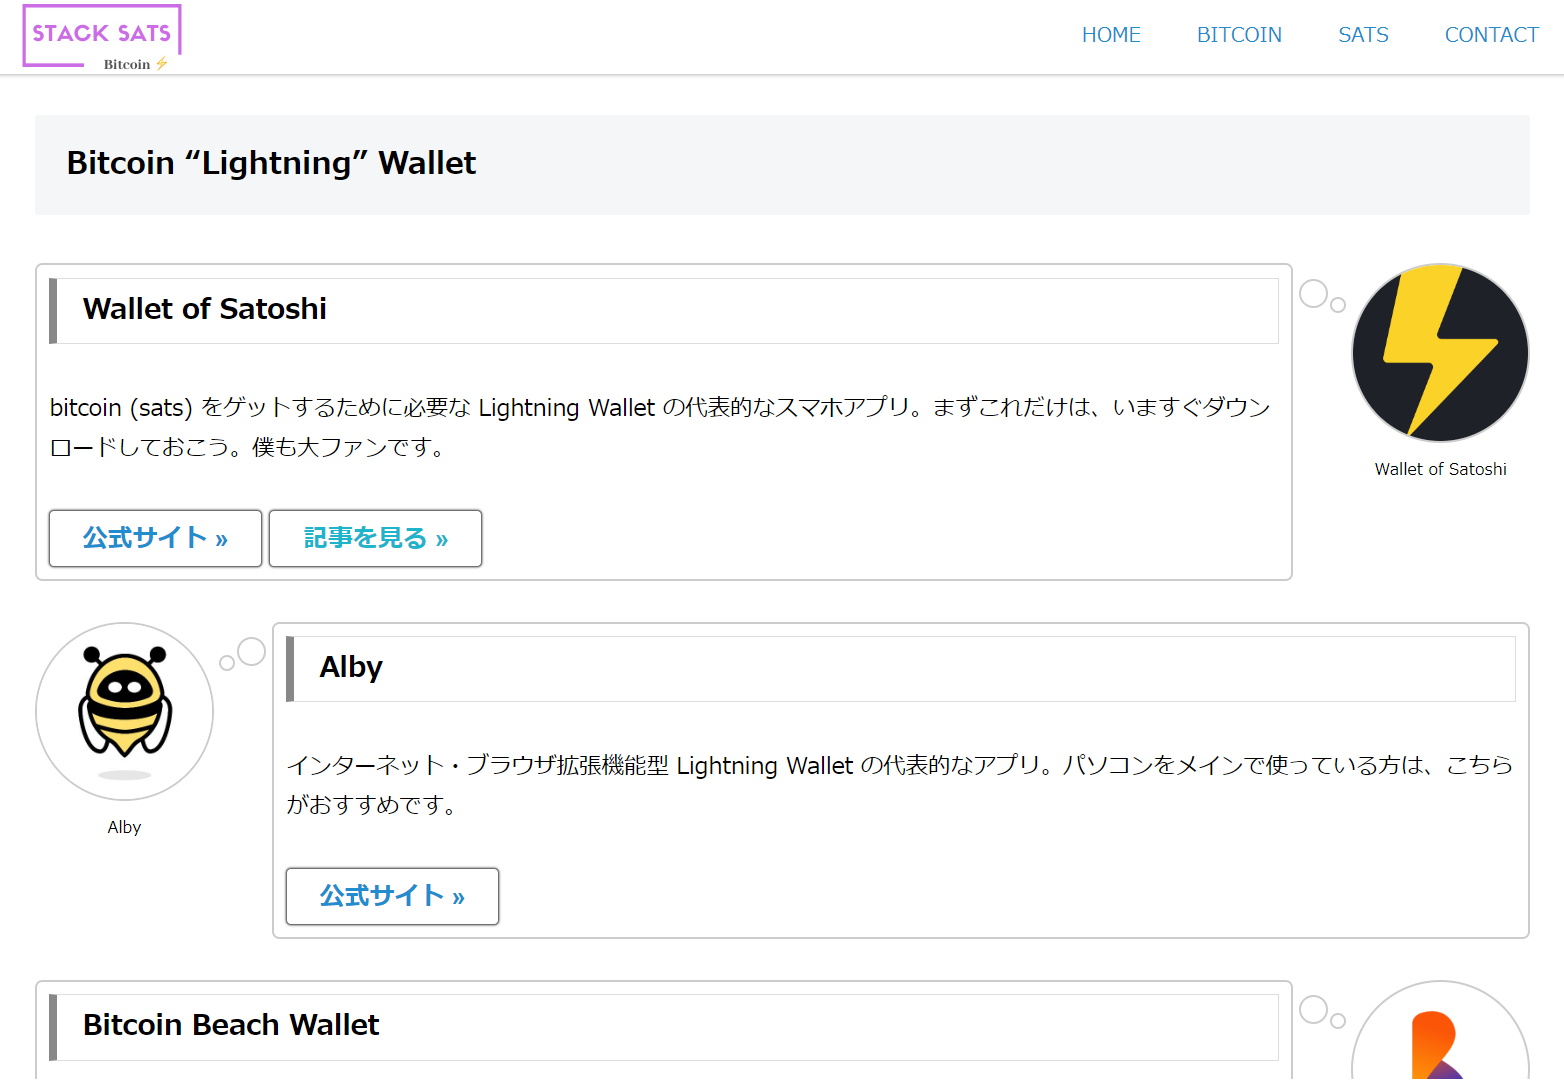 STACK SATS
Bitcoin⚡
HOME BITCOIN SATS CONTACT
Bitcoin “Lightning” Wallet
Wallet of Satoshi
bitcoin (sats) をゲットするために必要な Lightning Wallet の代表的なスマホアプリ。まずこれだけは、いますぐダウン
ロードしておこう。僕も大ファンです。
公式サイト » 記事を見る »
Wallet of Satoshi
Alby
インターネット・ブラウザ拡張機能型 Lightning Wallet の代表的なアプリ。パソコンをメインで使っている方は、こちら
がおすすめです。
公式サイト »
Alby
Bitcoin Beach Wallet